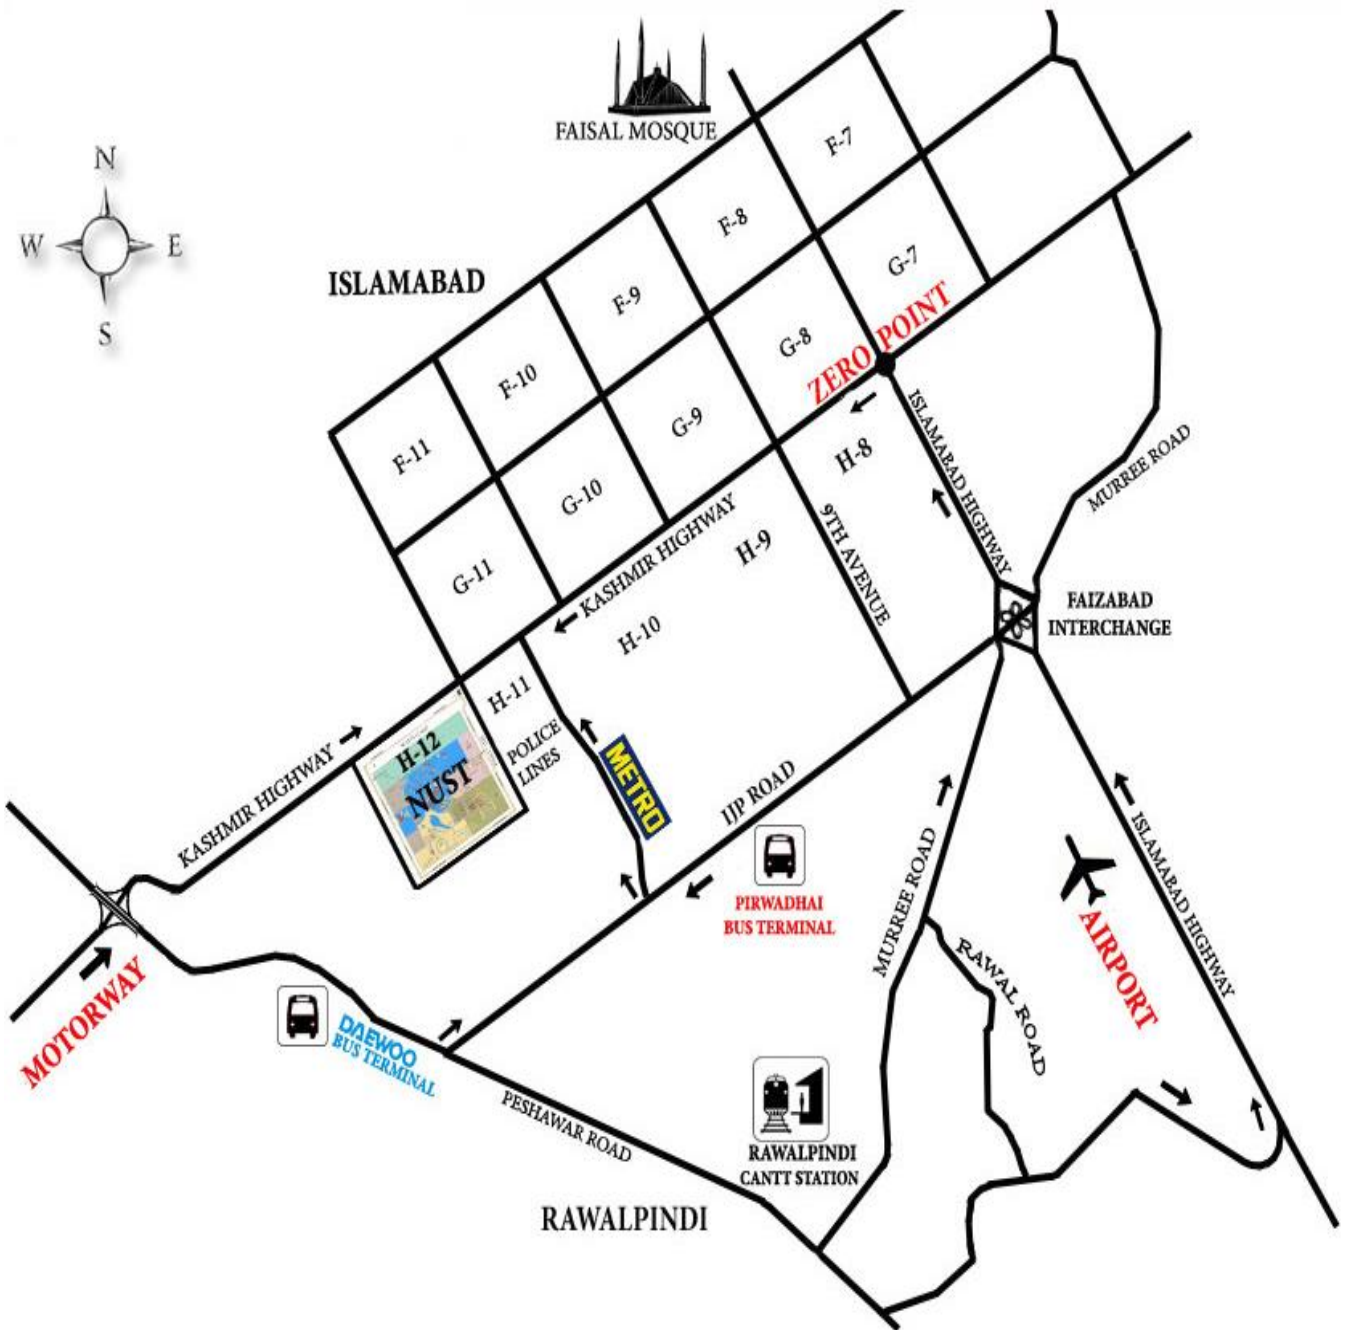 FAISAL MOSQUE
N
W
E
S
ISLAMABAD
F-7
F-8
G-7
F-9
ZERO POINT
G-8
F-10
G-9
ISLAMABAD HIGHWAY
F-11
H-8
MURREE ROAD
G-10
KASHMIR HIGHWAY
9TH AVENUE
H-9
G-11
FAIZABAD
INTERCHANGE
H-10
H-11
POLICE
LINES
H-12
NUST
KASHMIR HIGHWAY
METRO
IJP ROAD
PIRWADHAI
BUS TERMINAL
MURREE ROAD
ISLAMABAD HIGHWAY
AIRPORT
RAWAL ROAD
MOTORWAY
DAEWOO
BUS TERMINAL
PESHAWAR ROAD
RAWALPINDI
CANTT STATION
RAWALPINDI